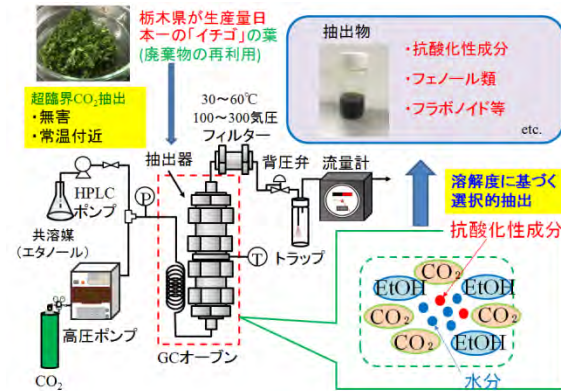 栃木県が生産量日
本一の「イチゴ」の葉
(廃棄物の再利用)
超臨界CO₂抽出
・無害
・常温付近
抽出物
・抗酸化性成分
・フェノール類
・フラボノイド等
etc.
30～60℃
100～300気圧
フィルター
抽出器
背圧弁
流量計
HPLC
ポンプ
P
共溶媒
(エタノール)
T
トラップ
高圧ポンプ
GCオーブン
CO₂
溶解度に基づく
選択的抽出
抗酸化性成分
CO₂
EtOH
EtOH
CO₂
CO₂
CO₂
CO₂
EtOH
水分